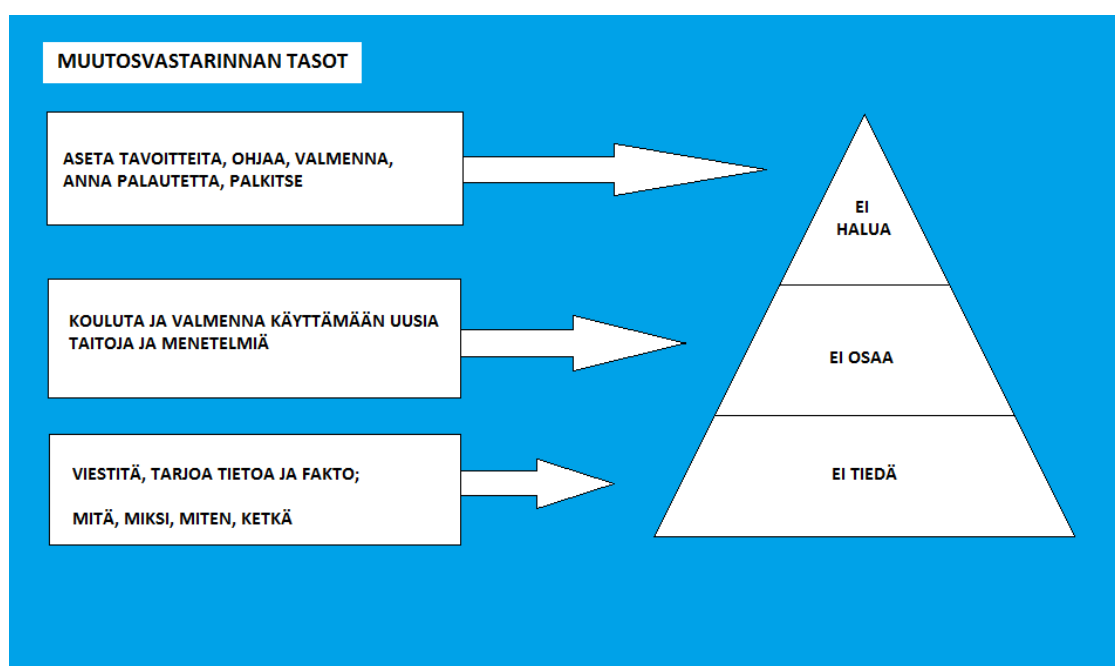 MUUTOSVASTARINNAN TASOT
ASETA TAVOITTEITA, OHJAA, VALMENNA,
ANNA PALAUTETTA, PALKITSE
EI
HALUA
KOULUTA JA VALMENNA KÄYTTÄMÄÄN UUSIA
TAITOJA JA MENETELMIÄ
EI OSAA
VIESTITÄ, TARJOA TIETOA JA FAKTO;
MITÄ, MIKSI, MITEN, KETKÄ
EI TIEDÄ